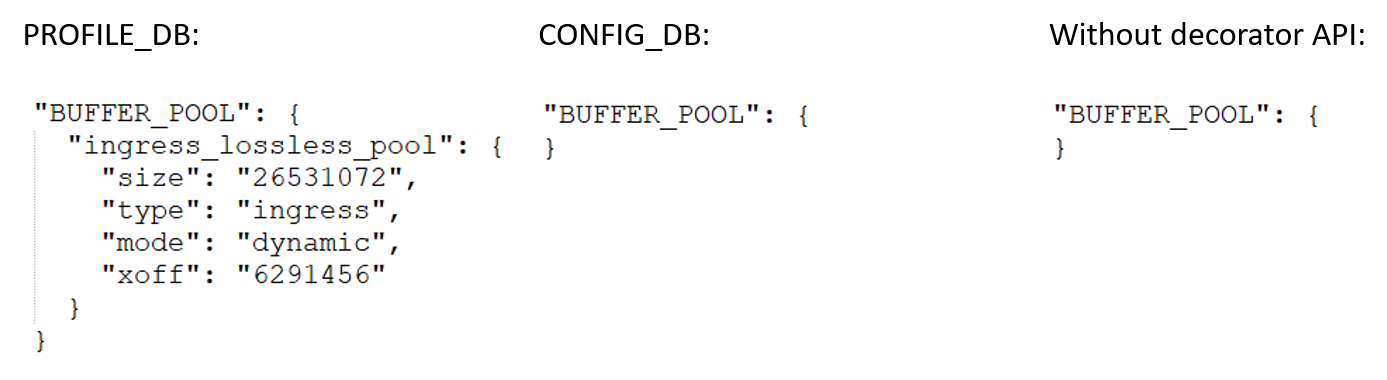 PROFILE_DB:
"BUFFER_POOL": {
  "ingress_lossless_pool": {
    "size": "26531072",
    "type": "ingress",
    "mode": "dynamic",
    "xoff": "6291456"
  }
}
CONFIG_DB:
"BUFFER_POOL": {
}
Without decorator API:
"BUFFER_POOL": {
}